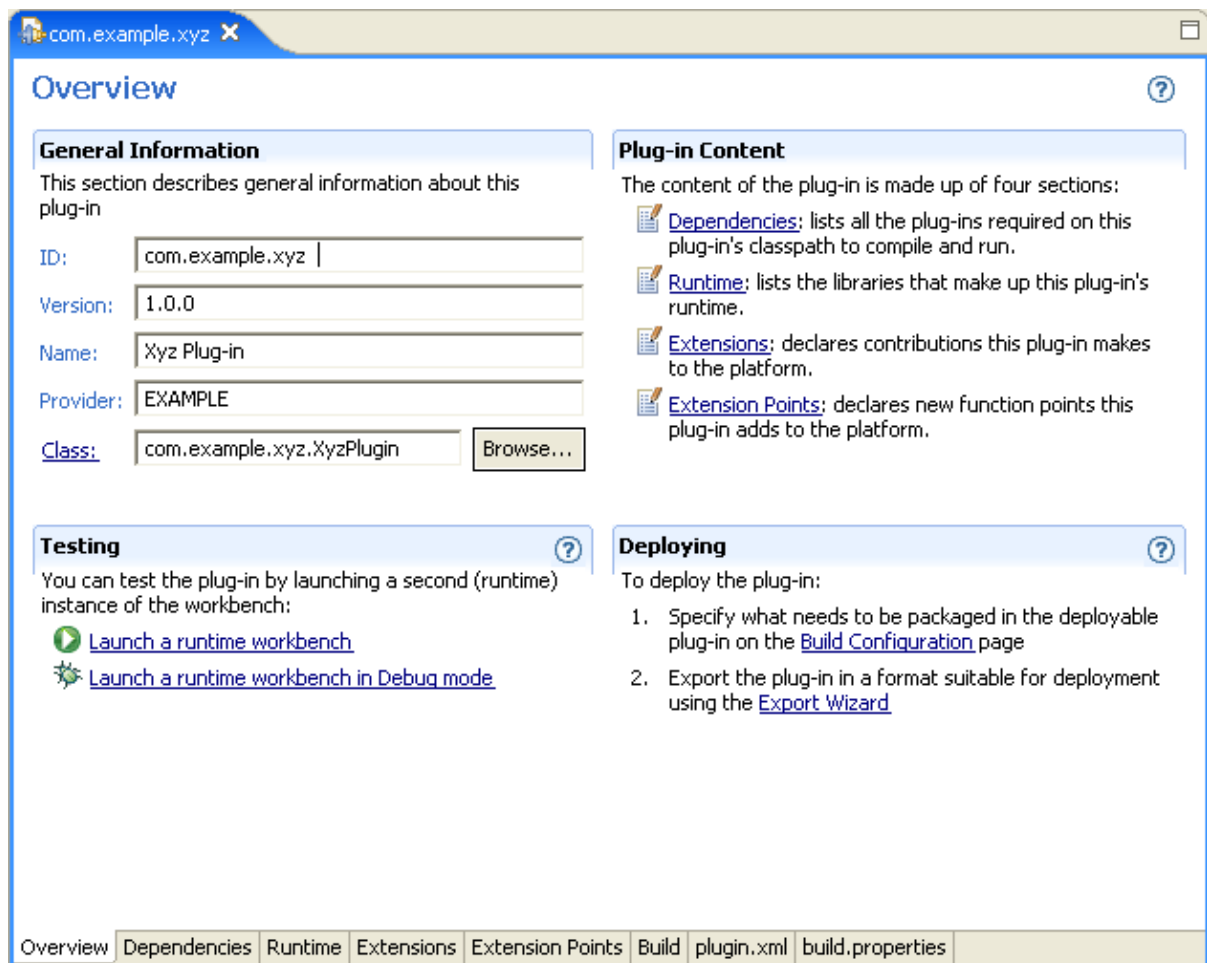 com.example.xyz
Overview
General Information
This section describes general information about this
plug-in
ID: com.example.xyz
Version: 1.0.0
Name: Xyz Plug-in
Provider: EXAMPLE
Class: com.example.xyz.XyzPlugin Browse...
Plug-in Content
The content of the plug-in is made up of four sections:
Dependencies: lists all the plug-ins required on this
plug-in's classpath to compile and run.
Runtime: lists the libraries that make up this plug-in's
runtime.
Extensions: declares contributions this plug-in makes
to the platform.
Extension Points: declares new function points this
plug-in adds to the platform.
Testing
You can test the plug-in by launching a second (runtime)
instance of the workbench:
Launch a runtime workbench
Launch a runtime workbench in Debug mode
Deploying
To deploy the plug-in:
1. Specify what needs to be packaged in the deployable
plug-in on the Build Configuration page
2. Export the plug-in in a format suitable for deployment
using the Export Wizard
Overview Dependencies Runtime Extensions Extension Points Build plugin.xml build.properties